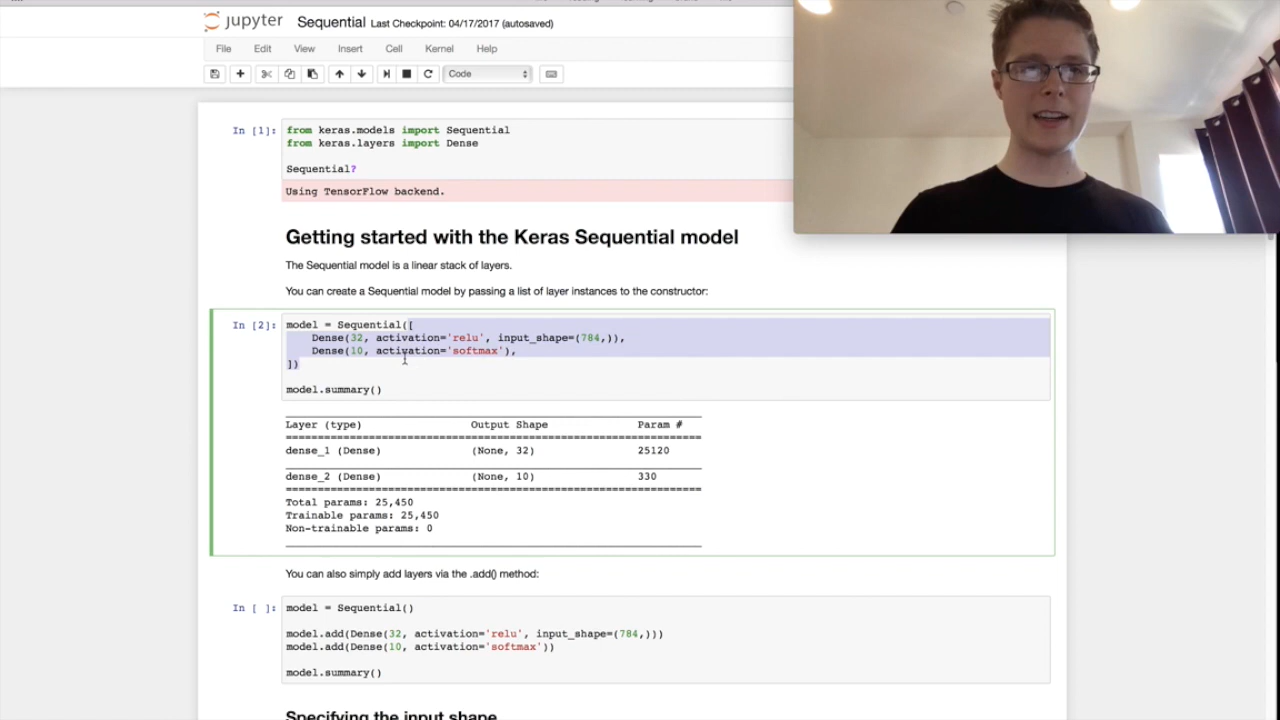 jupyter Sequential Last Checkpoint: 04/17/2017 (autosaved)
File Edit View Insert Cell Kernel Help
Code
In [1]: from keras.models import Sequential
from keras.layers import Dense
Sequential?
Using TensorFlow backend.
Getting started with the Keras Sequential model
The Sequential model is a linear stack of layers.
You can create a Sequential model by passing a list of layer instances to the constructor:
In [2]: model = Sequential([
Dense(32, activation='relu', input_shape=(784,)),
Dense(10, activation='softmax'),
])
model.summary()
Layer (type) Output Shape Param #
dense_1 (Dense) (None, 32) 25120
dense_2 (Dense) (None, 10) 330
Total params: 25,450
Trainable params: 25,450
Non-trainable params: 0
You can also simply add layers via the .add() method:
In [ ]: model = Sequential()
model.add(Dense(32, activation='relu', input_shape=(784,)))
model.add(Dense(10, activation='softmax'))
model.summary()
Specifying the input shape